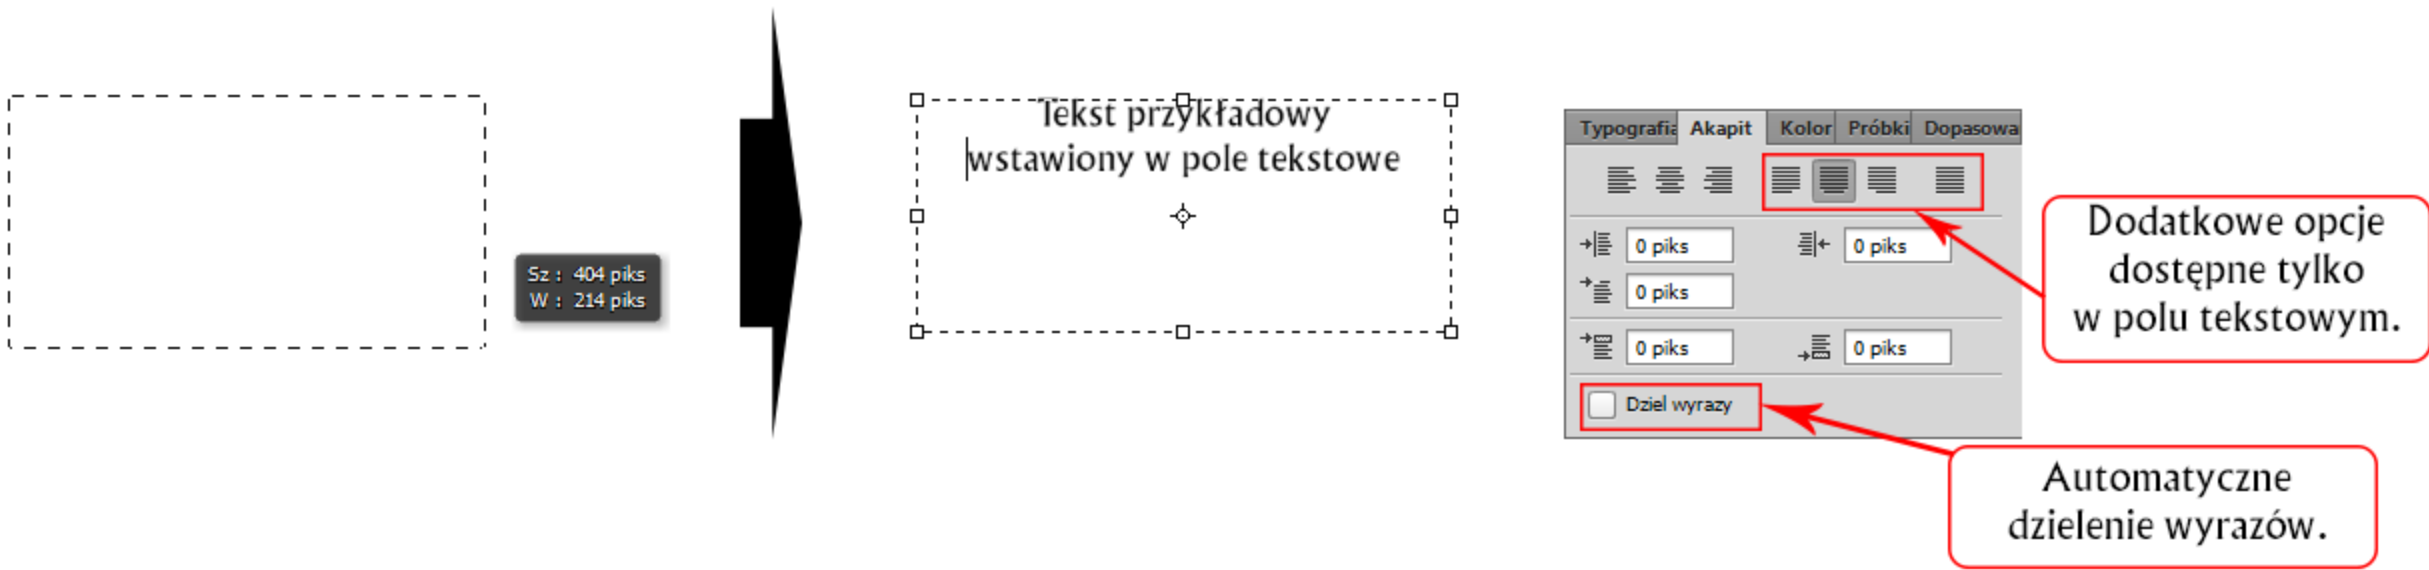 Sz : 404 piks
W : 214 piks
Tekst przykładowy
wstawiony w pole tekstowe
Typografia Akapit Kolor Próbki Dopasowa
0 piks 0 piks
0 piks
0 piks 0 piks
Dziel wyrazy
Dodatkowe opcje
dostępne tylko
w polu tekstowym.
Automatyczne
dzielenie wyrazów.